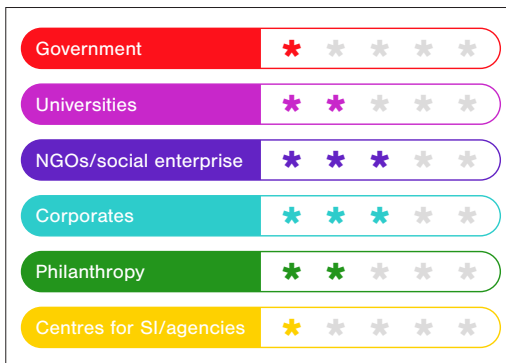 Government * * * * *
Universities * * * * *
NGOs/social enterprise * * * * *
Corporates * * * * *
Philanthropy * * * * *
Centres for SI/agencies * * * * *